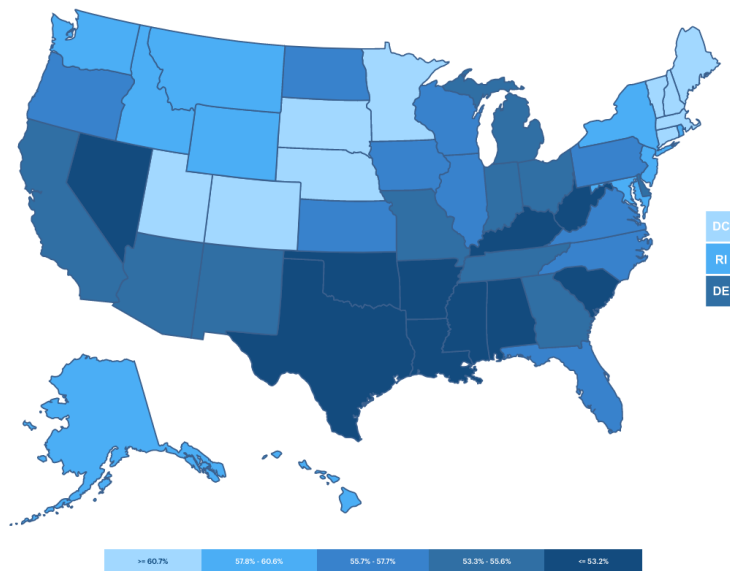 DC
RI
DE
>= 60.7% 57.8% - 60.6% 55.7% - 57.7% 53.3% - 55.6% <= 53.2%